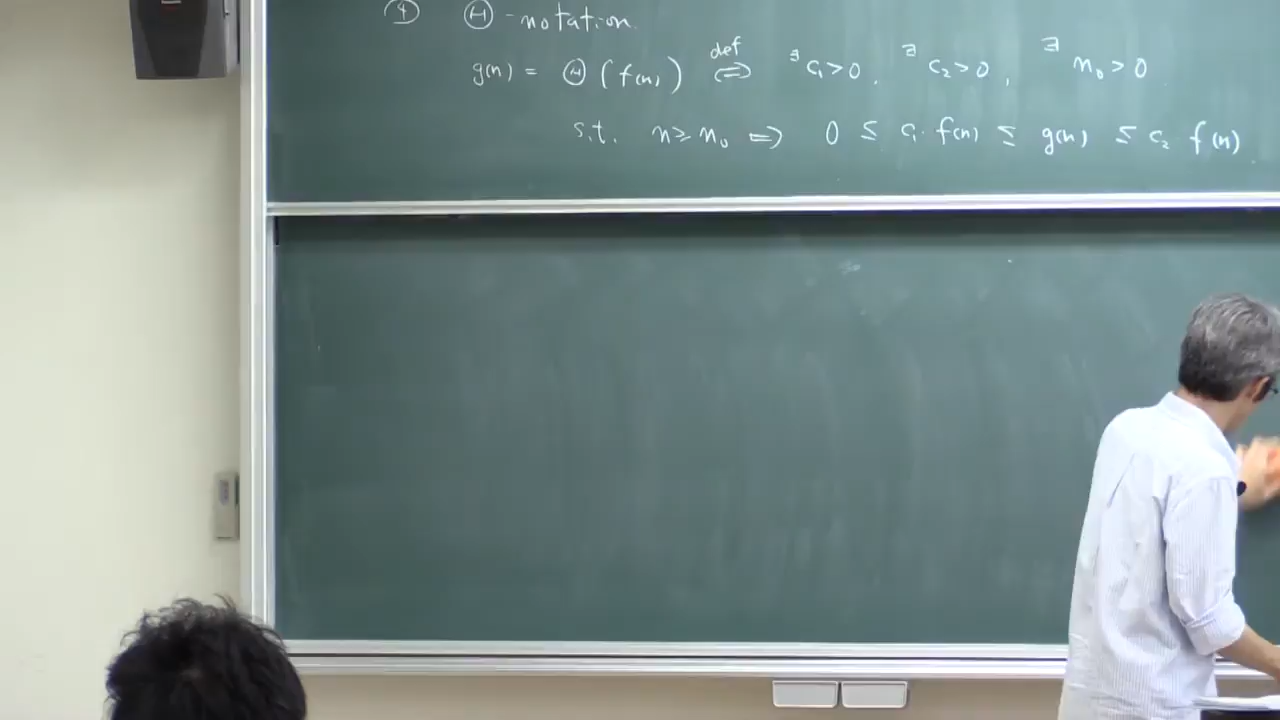 ④ Θ-notation.
g(n) = Θ(f(n)) def⇔ ∃c₁>0, ∃c₂>0, ∃n₀>0
s.t. n≥n₀ ⇒ 0 ≤ c₁·f(n) ≤ g(n) ≤ c₂ f(n)